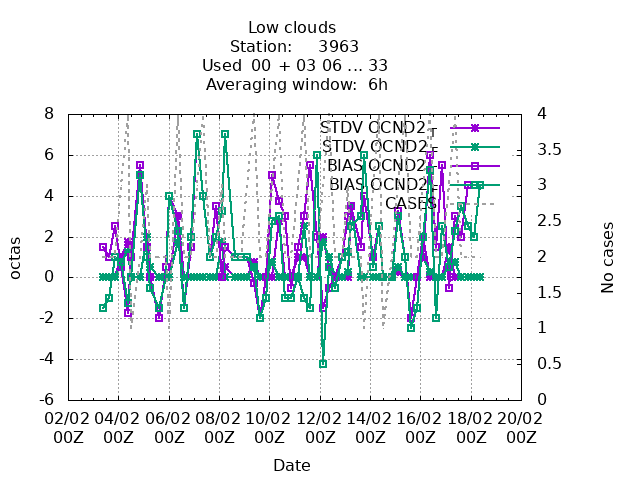 Low clouds
Station: 3963
Used 00 + 03 06 ... 33
Averaging window: 6h
STDV OCND2
STDV OCND2
BIAS OCND2
BIAS OCND2
CASES
8
6
4
2
0
-2
-4
-6
octas
4
3.5
3
2.5
2
1.5
1
0.5
0
No cases
02/02 04/02 06/02 08/02 10/02 12/02 14/02 16/02 18/02 20/02
00Z 00Z 00Z 00Z 00Z 00Z 00Z 00Z 00Z 00Z
Date